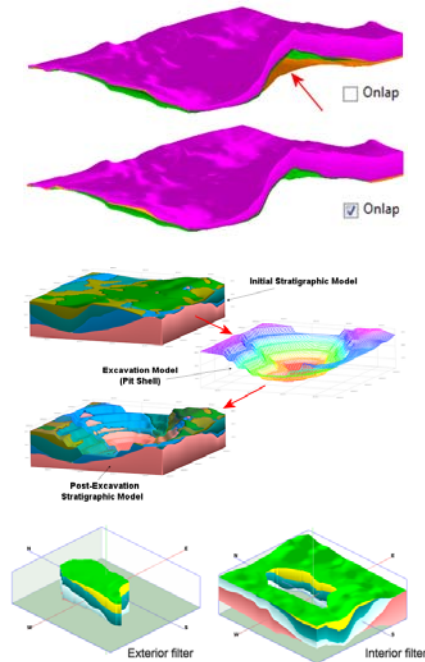 Onlap
Onlap
Initial Stratigraphic Model
Excavation Model
(Pit Shell)
Post-Excavation
Stratigraphic Model
N
E
W
S
Exterior filter
N
E
W
S
Interior filter